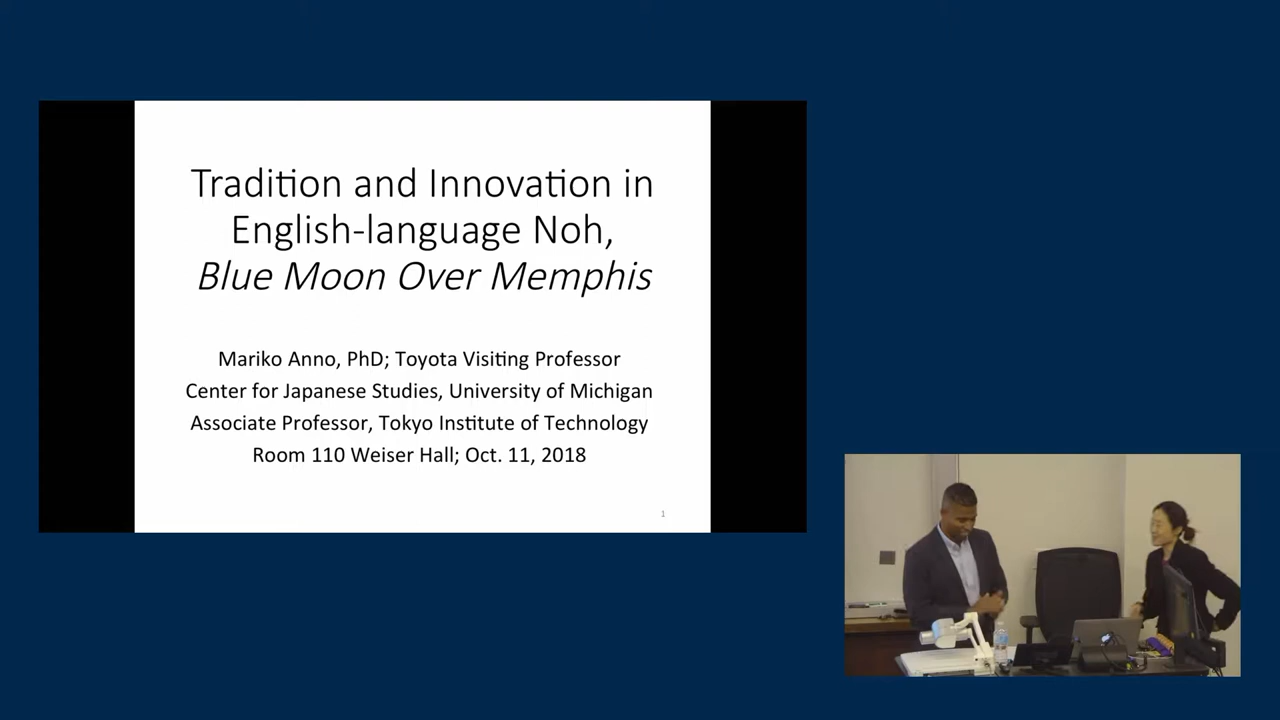 Tradition and Innovation in
English-language Noh,
Blue Moon Over Memphis
Mariko Anno, PhD; Toyota Visiting Professor
Center for Japanese Studies, University of Michigan
Associate Professor, Tokyo Institute of Technology
Room 110 Weiser Hall; Oct. 11, 2018
1